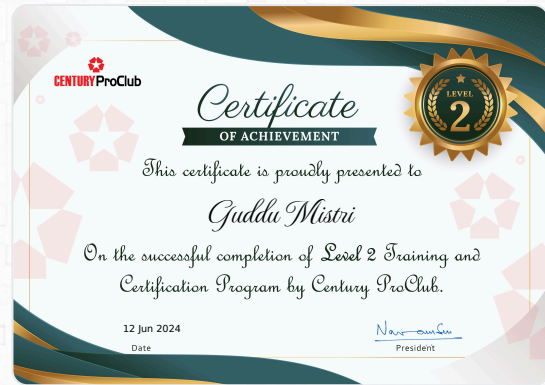 CENTURY ProClub
Certificate
OF ACHIEVEMENT
LEVEL
2
This certificate is proudly presented to
Guddu Mistri
On the successful completion of Level 2 Training and
Certification Program by Century ProClub.
12 Jun 2024
Date
President